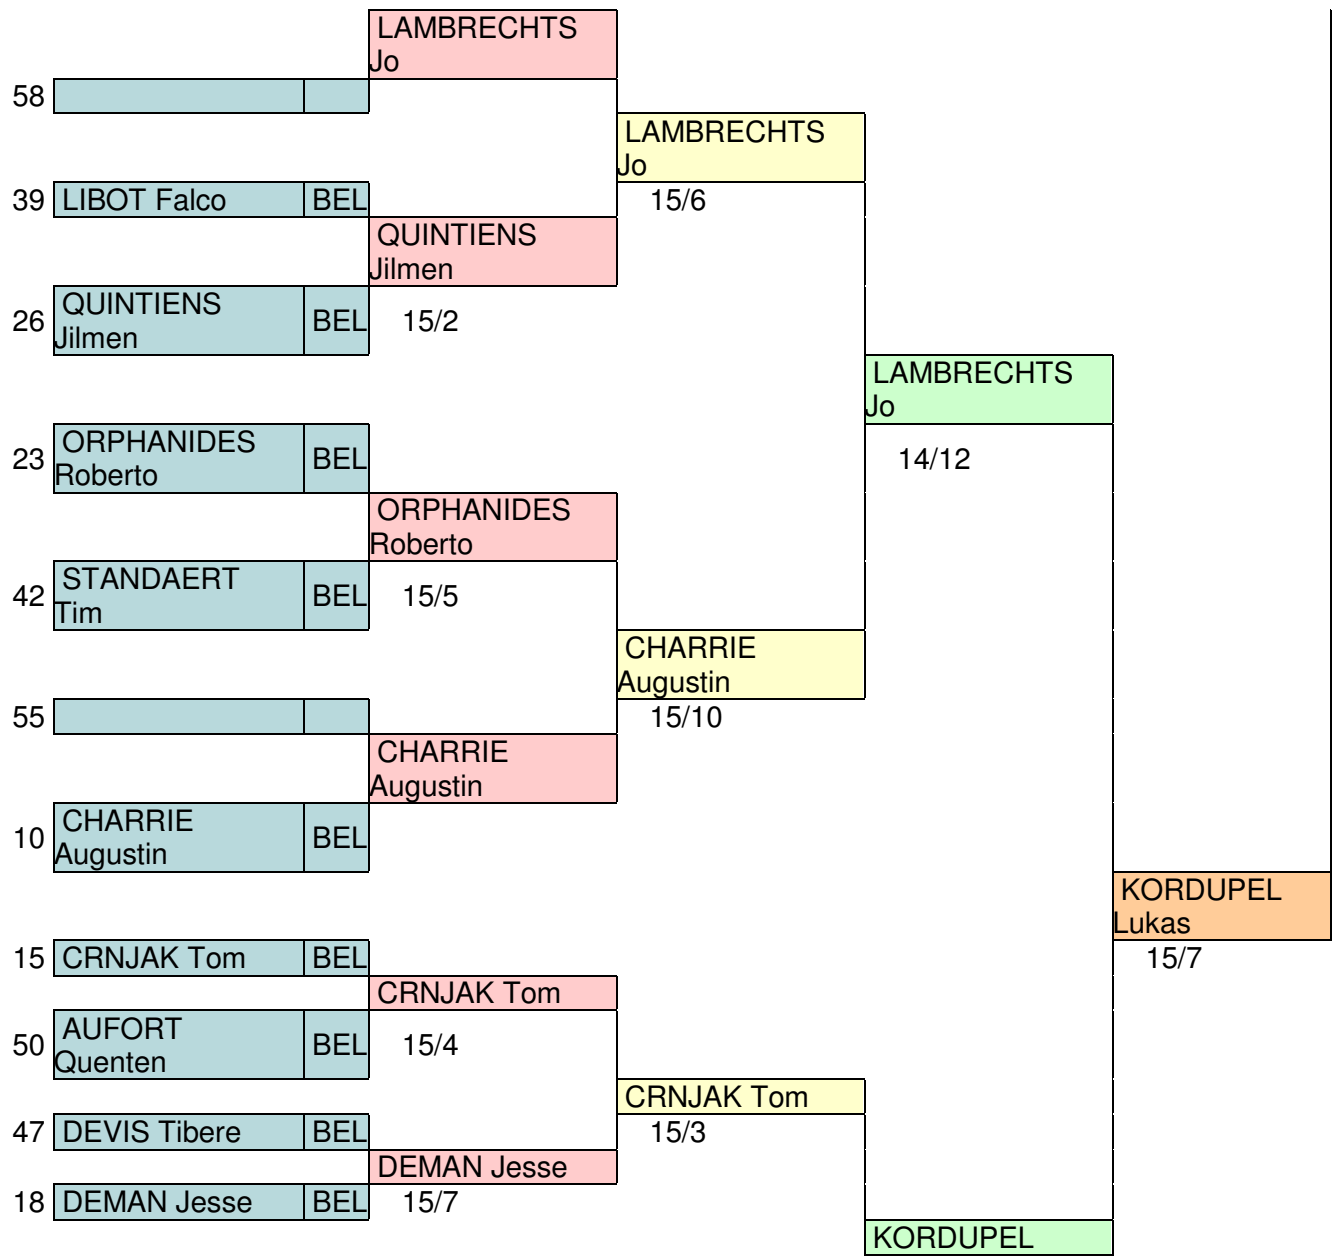 LAMBRECHTS
Jo
58
LAMBRECHTS
Jo
39 LIBOT Falco BEL 15/6
QUINTIENS
Jilmen
26 QUINTIENS
Jilmen BEL 15/2
LAMBRECHTS
Jo
23 ORPHANIDES
Roberto BEL 14/12
ORPHANIDES
Roberto
42 STANDAERT
Tim BEL 15/5
CHARRIE
Augustin
55 15/10
CHARRIE
Augustin
10 CHARRIE
Augustin BEL
KORDUPEL
Lukas
15 CRNJAK Tom BEL 15/7
CRNJAK Tom
50 AUFORT
Quenten BEL 15/4
CRNJAK Tom
47 DEVIS Tibere BEL 15/3
DEMAN Jesse
18 DEMAN Jesse BEL 15/7
KORDUPEL